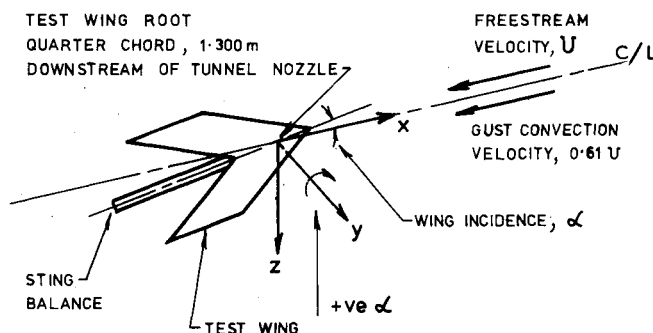 TEST WING ROOT
QUARTER CHORD, 1·300 m
DOWNSTREAM OF TUNNEL NOZZLE
FREESTREAM
VELOCITY, U
C/L
GUST CONVECTION
VELOCITY, 0·61 U
x
WING INCIDENCE, α
y
z
STING
BALANCE
+ve α
TEST WING